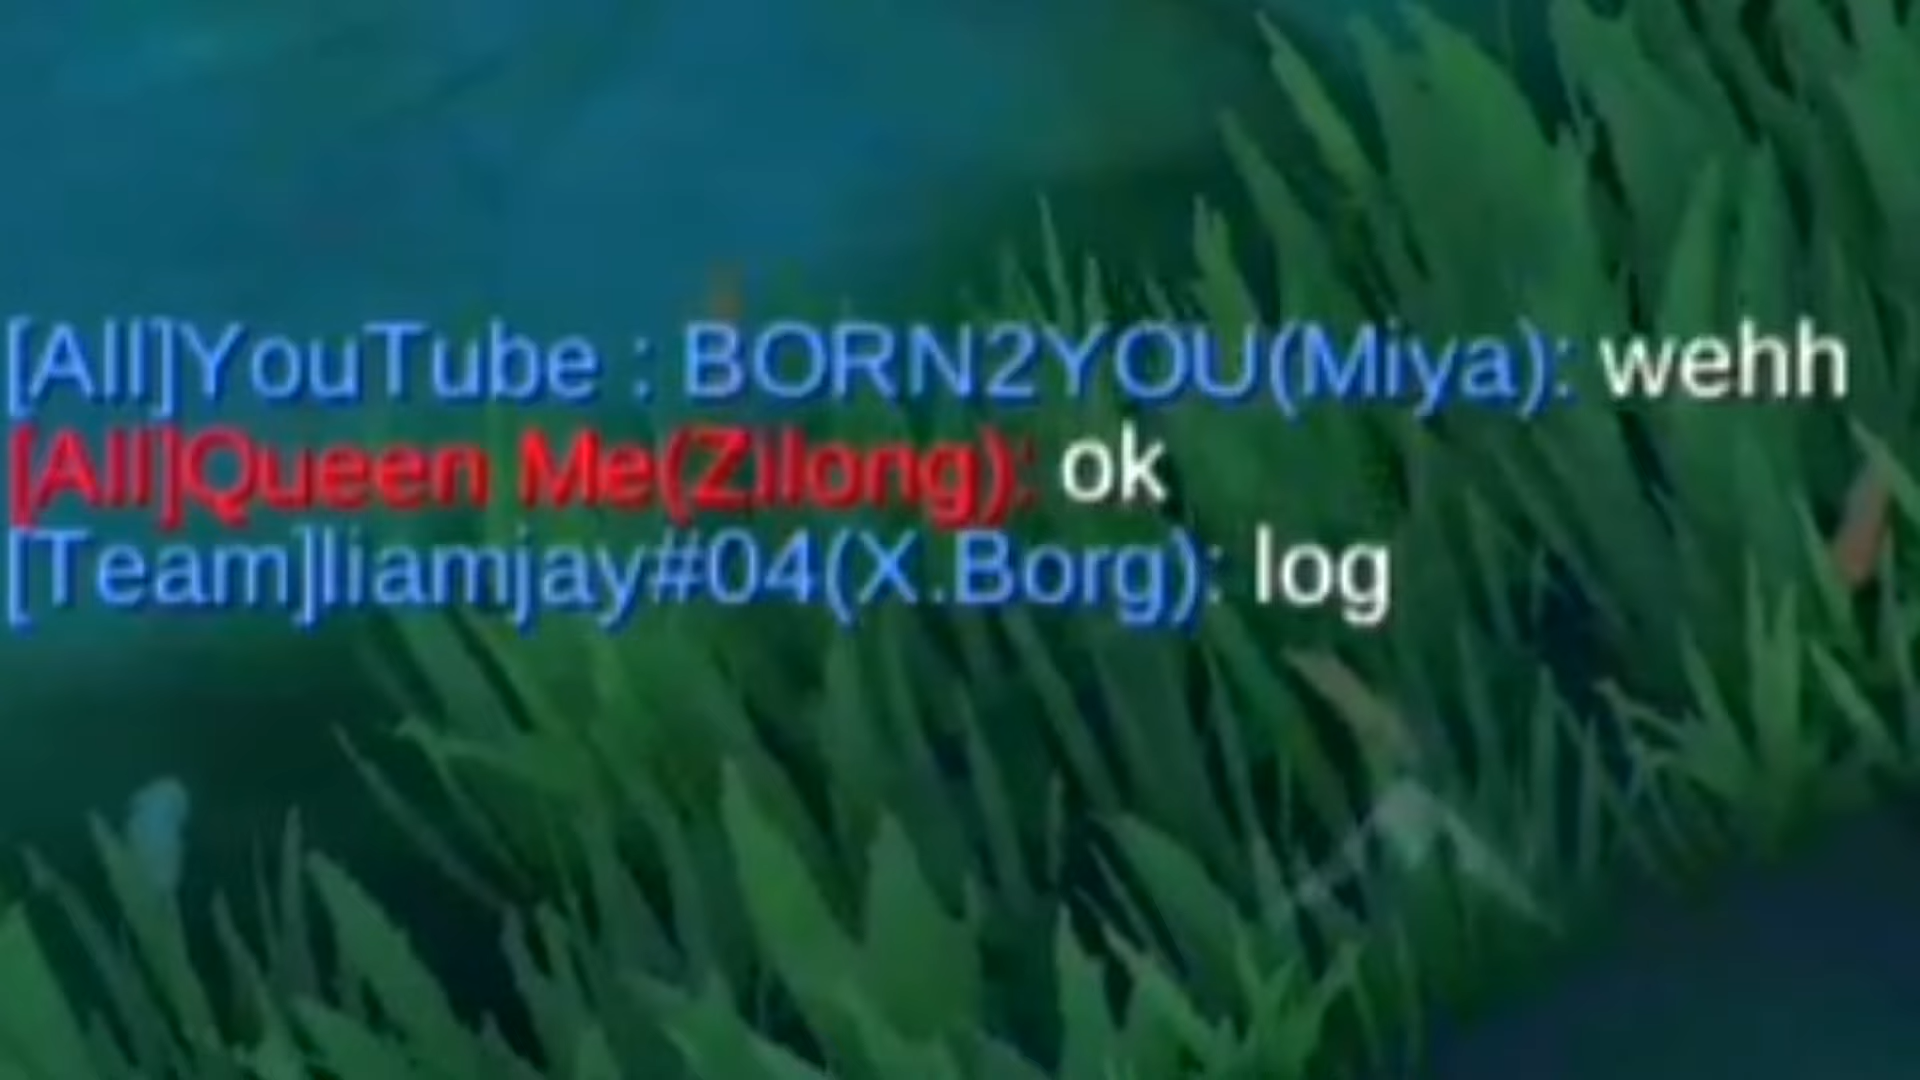 [All]YouTube : BORN2YOU(Miya): wehh
[All]Queen Me(Zilong): ok
[Team]liamjay#04(X.Borg): log